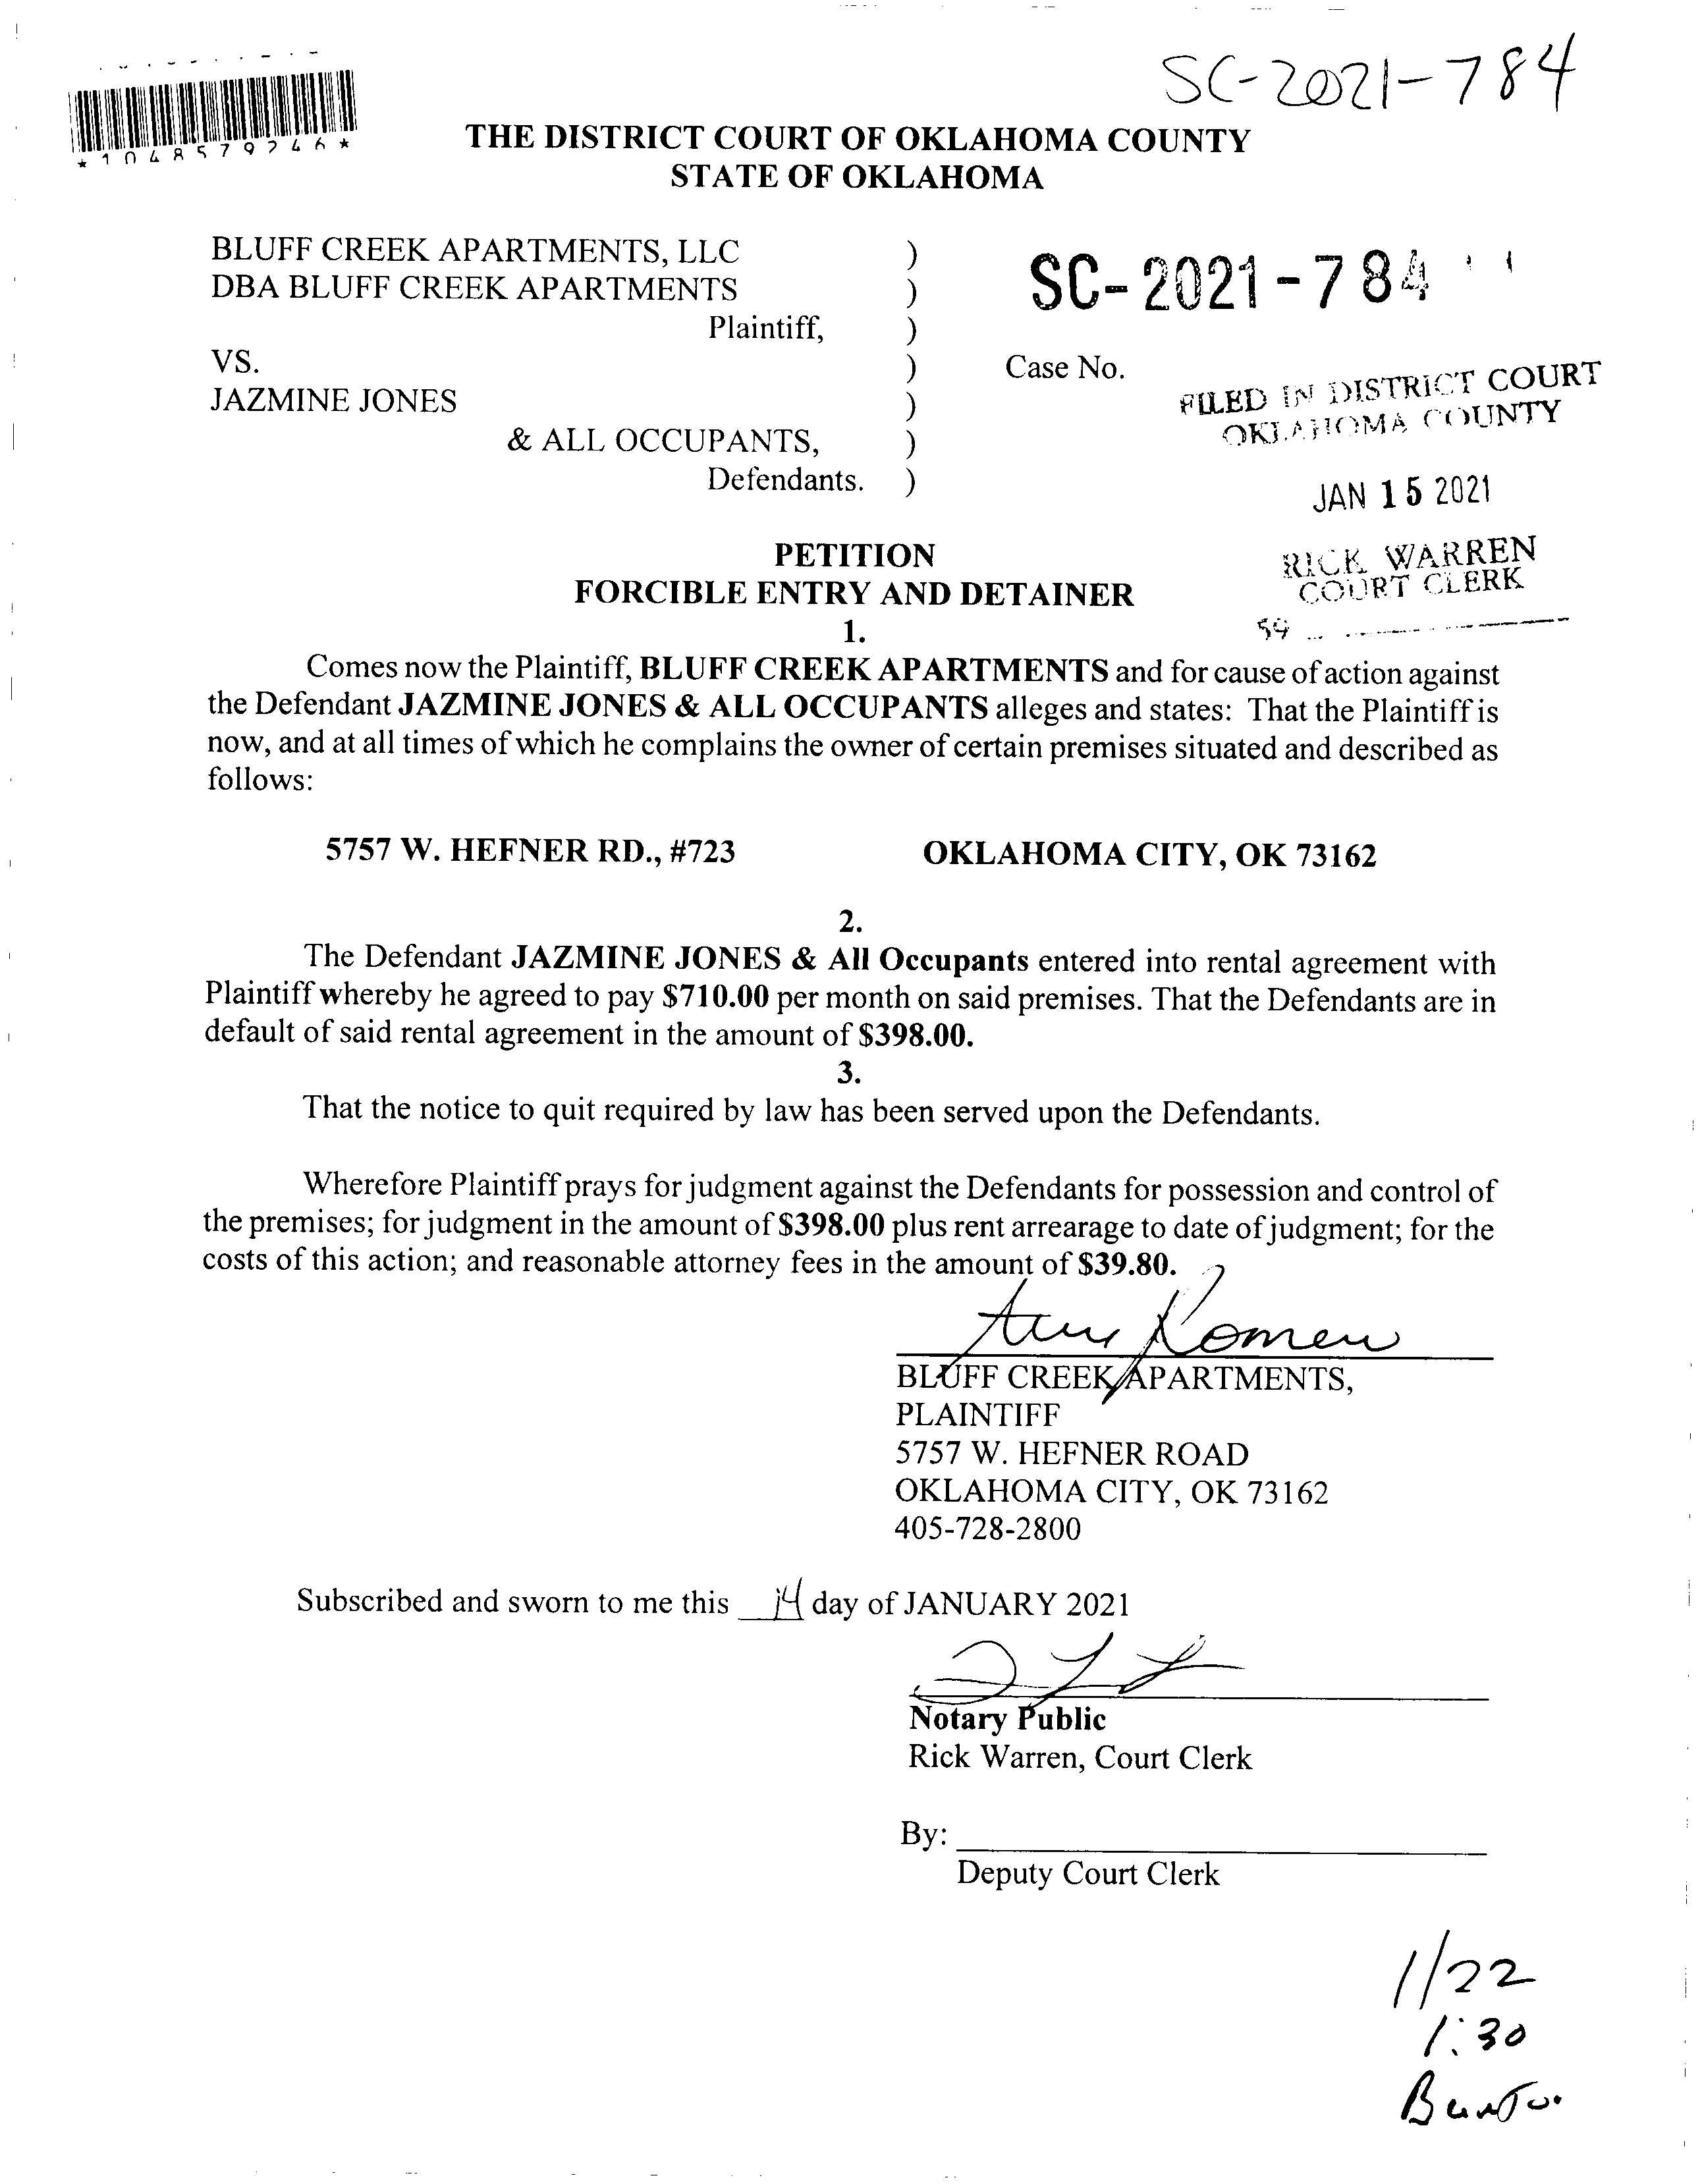 SC-2021-784
*1048579246*
THE DISTRICT COURT OF OKLAHOMA COUNTY
STATE OF OKLAHOMA
BLUFF CREEK APARTMENTS, LLC )
DBA BLUFF CREEK APARTMENTS )
Plaintiff, )
VS. )
JAZMINE JONES )
& ALL OCCUPANTS, )
Defendants. )
SC-2021-784
Case No.
FILED IN DISTRICT COURT
OKLAHOMA COUNTY
JAN 15 2021
RICK WARREN
COURT CLERK
59
PETITION
FORCIBLE ENTRY AND DETAINER
1.
Comes now the Plaintiff, BLUFF CREEK APARTMENTS and for cause of action against
the Defendant JAZMINE JONES & ALL OCCUPANTS alleges and states: That the Plaintiff is
now, and at all times of which he complains the owner of certain premises situated and described as
follows:
5757 W. HEFNER RD., #723 OKLAHOMA CITY, OK 73162
2.
The Defendant JAZMINE JONES & All Occupants entered into rental agreement with
Plaintiff whereby he agreed to pay $710.00 per month on said premises. That the Defendants are in
default of said rental agreement in the amount of $398.00.
3.
That the notice to quit required by law has been served upon the Defendants.
Wherefore Plaintiff prays for judgment against the Defendants for possession and control of
the premises; for judgment in the amount of $398.00 plus rent arrearage to date of judgment; for the
costs of this action; and reasonable attorney fees in the amount of $39.80.
BLUFF CREEK APARTMENTS,
PLAINTIFF
5757 W. HEFNER ROAD
OKLAHOMA CITY, OK 73162
405-728-2800
Subscribed and sworn to me this 14 day of JANUARY 2021
Notary Public
Rick Warren, Court Clerk
By:
Deputy Court Clerk
1/22
1:30